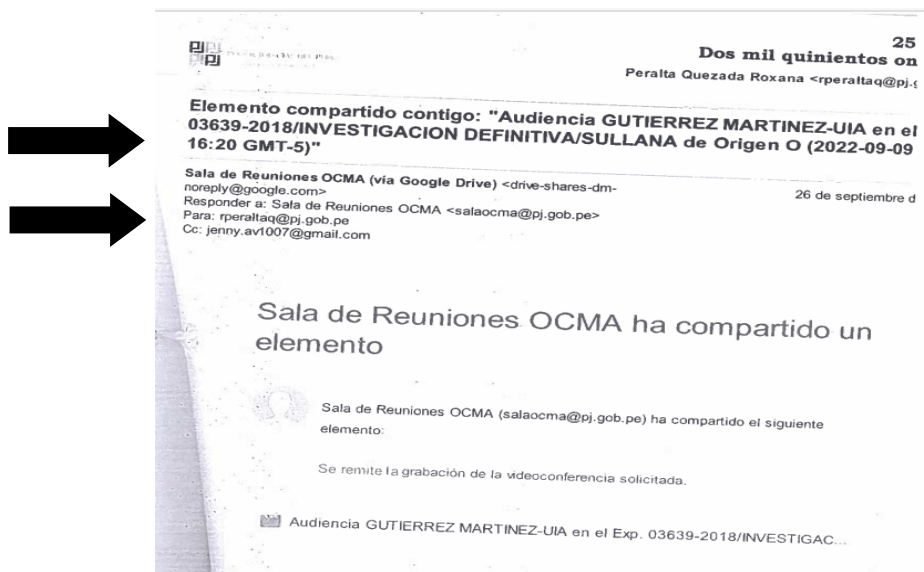 PJ
25
Dos mil quinientos on
Peralta Quezada Roxana <rperaltaq@pj.g
Elemento compartido contigo: "Audiencia GUTIERREZ MARTINEZ-UIA en el
03639-2018/INVESTIGACION DEFINITIVA/SULLANA de Origen O (2022-09-09
16:20 GMT-5)"
Sala de Reuniones OCMA (vía Google Drive) <drive-shares-dm-
noreply@google.com>
26 de septiembre d
Responder a: Sala de Reuniones OCMA <salaocma@pj.gob.pe>
Para: rperaltaq@pj.gob.pe
Cc: jenny.av1007@gmail.com
Sala de Reuniones OCMA ha compartido un
elemento
Sala de Reuniones OCMA (salaocma@pj.gob.pe) ha compartido el siguiente
elemento:
Se remite la grabación de la videoconferencia solicitada.
Audiencia GUTIERREZ MARTINEZ-UIA en el Exp. 03639-2018/INVESTIGAC...